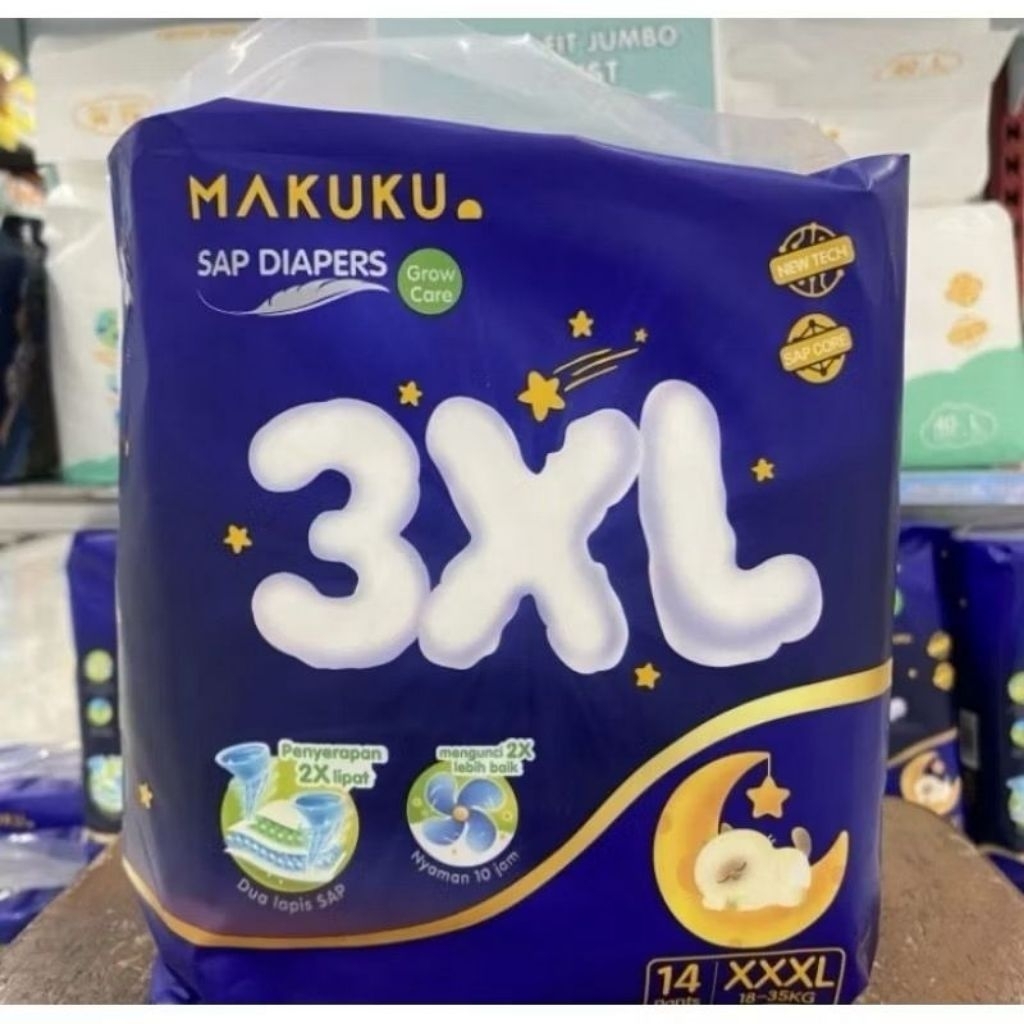 FIT JUMBO
MAKUKU
SAP DIAPERS
Grow
Care
NEW TECH
SAP CORE
3XL
Penyerapan
2X lipat
Dua lapis SAP
mengunci 2X
lebih baik
Nyaman 10 jam
14
pants
XXXL
18-35KG